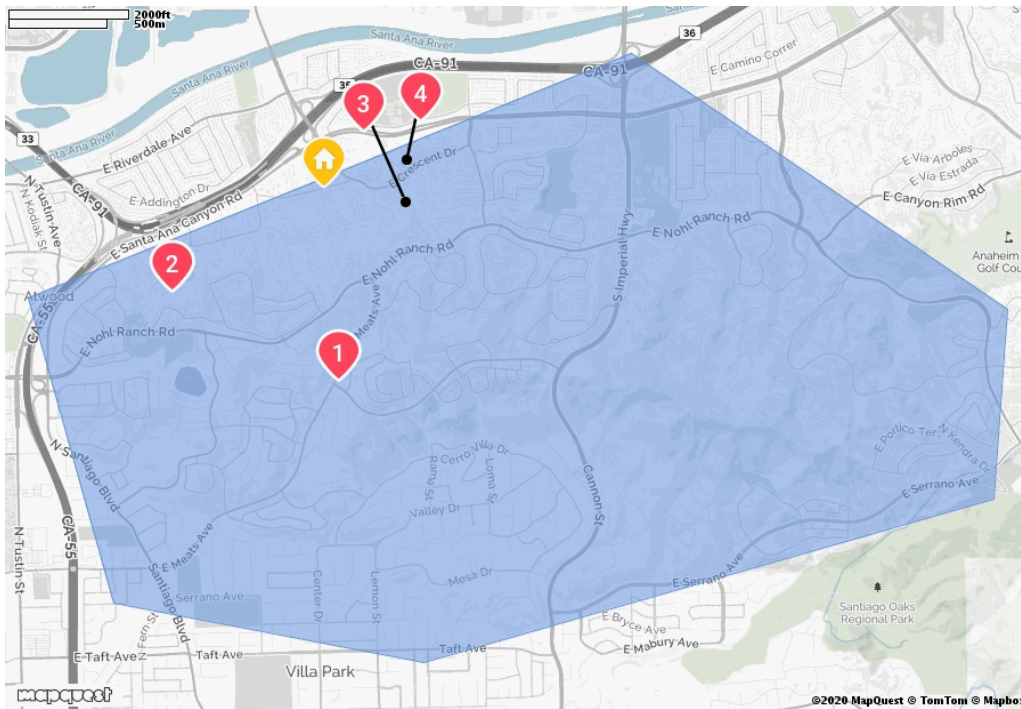 2000ft
500m
36
Santa Ana River
CA-91
CA-91
E Camino Correr
Santa Ana River
35
4
3
33
E Riverdale Ave
E Crescent Dr
E Via Arboles
E Via Estrada
N Tustin Ave
N Kodiak St
CA-91
E Addington Dr
E Canyon Rim Rd
E Santa Ana Canyon Rd
E Nohl Ranch Rd
E Nohl Ranch Rd
S Imperial Hwy
Anaheim
Golf Cou
2
Atwood
CA-55
E Nohl Ranch Rd
Meats Ave
1
E Portico Ter
N Kendra Dr
Cerro Villa Dr
N Santiago Blvd
Rama St
Loma St
Cannon St
E Serrano Ave
Valley Dr
CA-55
E Meats Ave
N Tustin St
Santiago Blvd
Center Dr
Lemon St
Mesa Dr
E Serrano Ave
Serrano Ave
Santiago Oaks
Regional Park
N Fern St
E Bryce Ave
E Mabury Ave
E Taft Ave
Taft Ave
Taft Ave
Villa Park
mapquest
©2020 MapQuest © TomTom © Mapbo